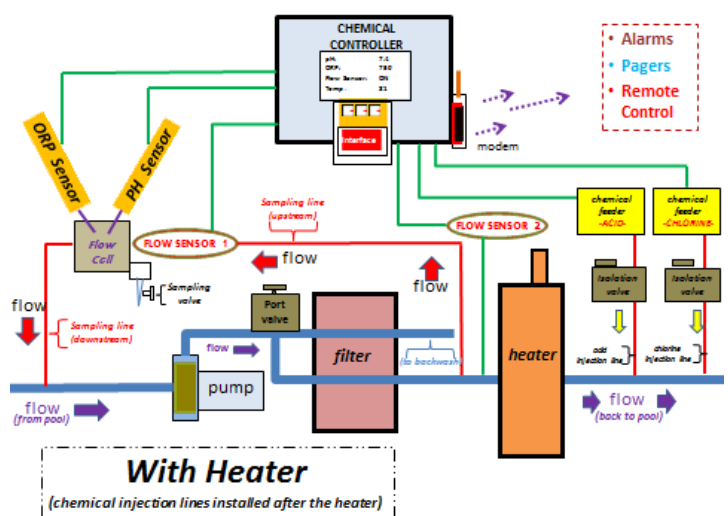 CHEMICAL
CONTROLLER
pH: 7.4
ORP: 750
Flow Sensor: ON
Temp: 81
Interface
modem
• Alarms
• Pagers
• Remote
Control
ORP Sensor
PH Sensor
Flow
Cell
FLOW SENSOR 1
Sampling line
(upstream)
FLOW SENSOR 2
chemical
feeder
-ACID-
chemical
feeder
-CHLORINE-
flow
flow
flow
Sampling
valve
Port
valve
Isolation
valve
Isolation
valve
Sampling line
(downstream)
flow
filter
(to backwash)
heater
acid
injection line
chlorine
injection line
pump
flow
(from pool)
flow
(back to pool)
With Heater
(chemical injection lines installed after the heater)